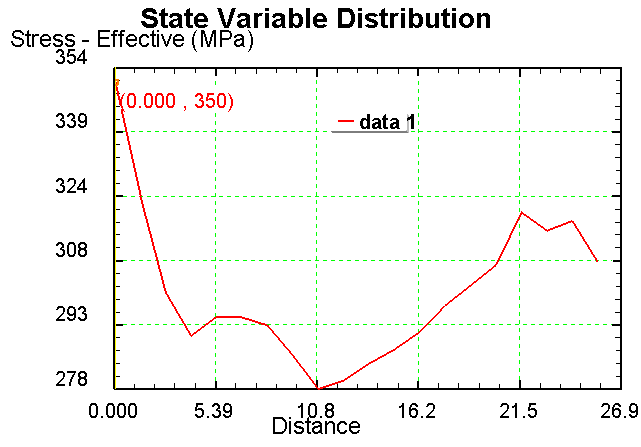 State Variable Distribution
Stress - Effective (MPa)
354
(0.000 , 350)
339
data 1
324
308
293
278
0.000 5.39 10.8 16.2 21.5 26.9
Distance